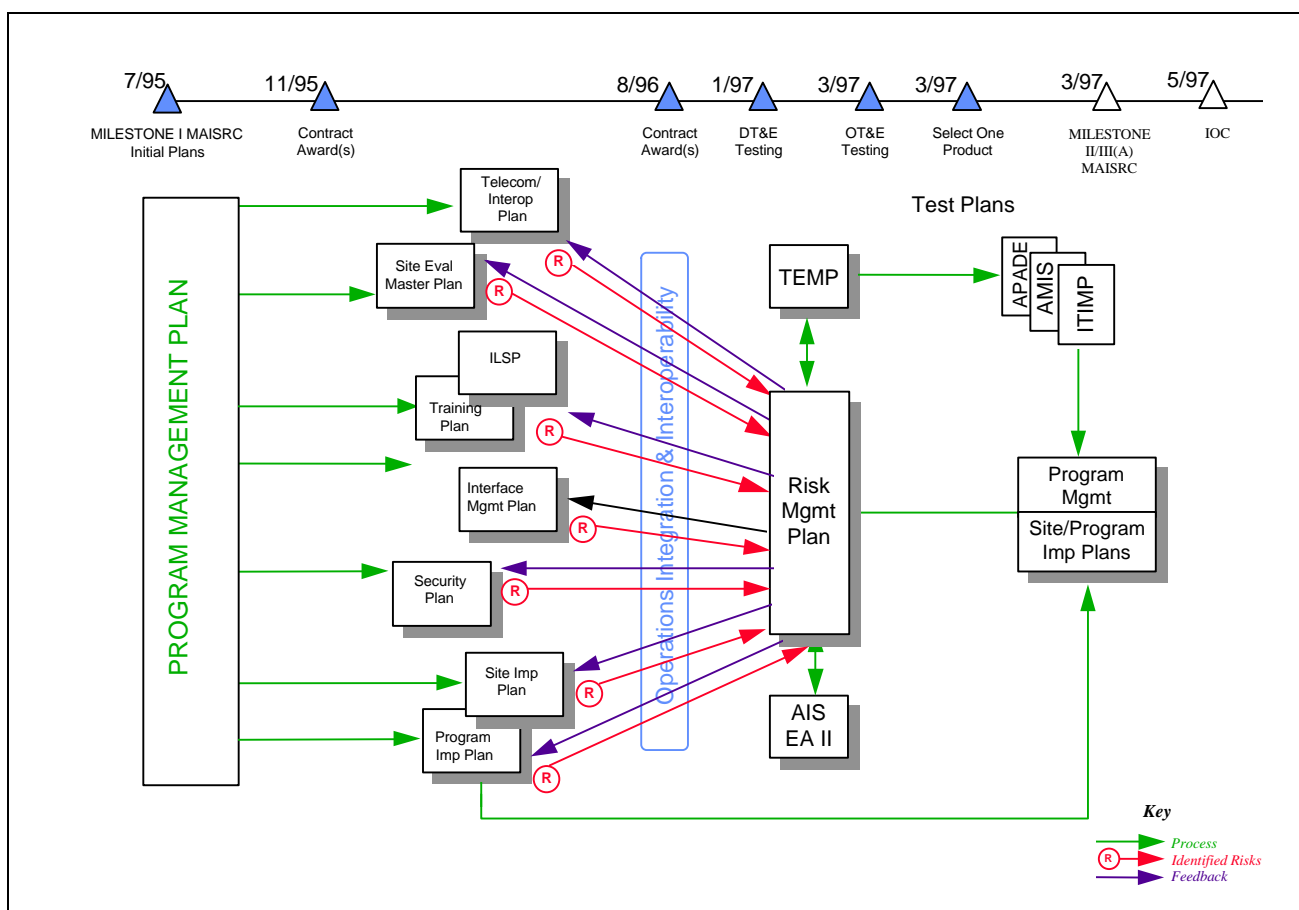 7/95
11/95
8/96
1/97
3/97
3/97
3/97
5/97
MILESTONE I MAISRC
Initial Plans
Contract
Award(s)
Contract
Award(s)
DT&E
Testing
OT&E
Testing
Select One
Product
MILESTONE
II/III(A)
MAISRC
IOC
PROGRAM MANAGEMENT PLAN
Telecom/
Interop
Plan
R
Site Eval
Master Plan
R
ILSP
Training
Plan
R
Interface
Mgmt Plan
R
Security
Plan
R
Site Imp
Plan
R
Program
Imp Plan
R
Operations Integration & Interoperability
Test Plans
TEMP
APADE
AMIS
ITIMP
Risk
Mgmt
Plan
Program
Mgmt
Site/Program
Imp Plans
AIS
EA II
Key
Process
R
Identified Risks
Feedback